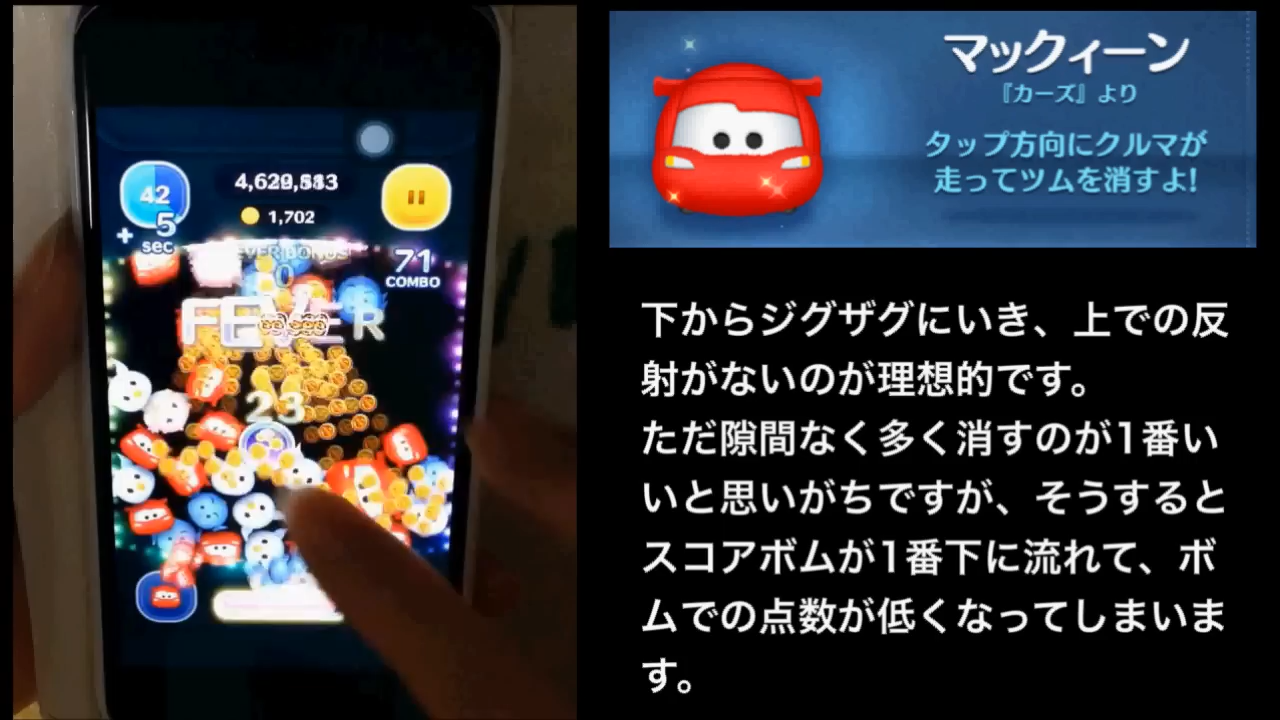 42
+5
sec
1,702
71
COMBO
FEVER
23
マックィーン
『カーズ』より
タップ方向にクルマが
走ってツムを消すよ!
下からジグザグにいき、上での反
射がないのが理想的です。
ただ隙間なく多く消すのが1番い
いと思いがちですが、そうすると
スコアボムが1番下に流れて、ボ
ムでの点数が低くなってしまいま
す。